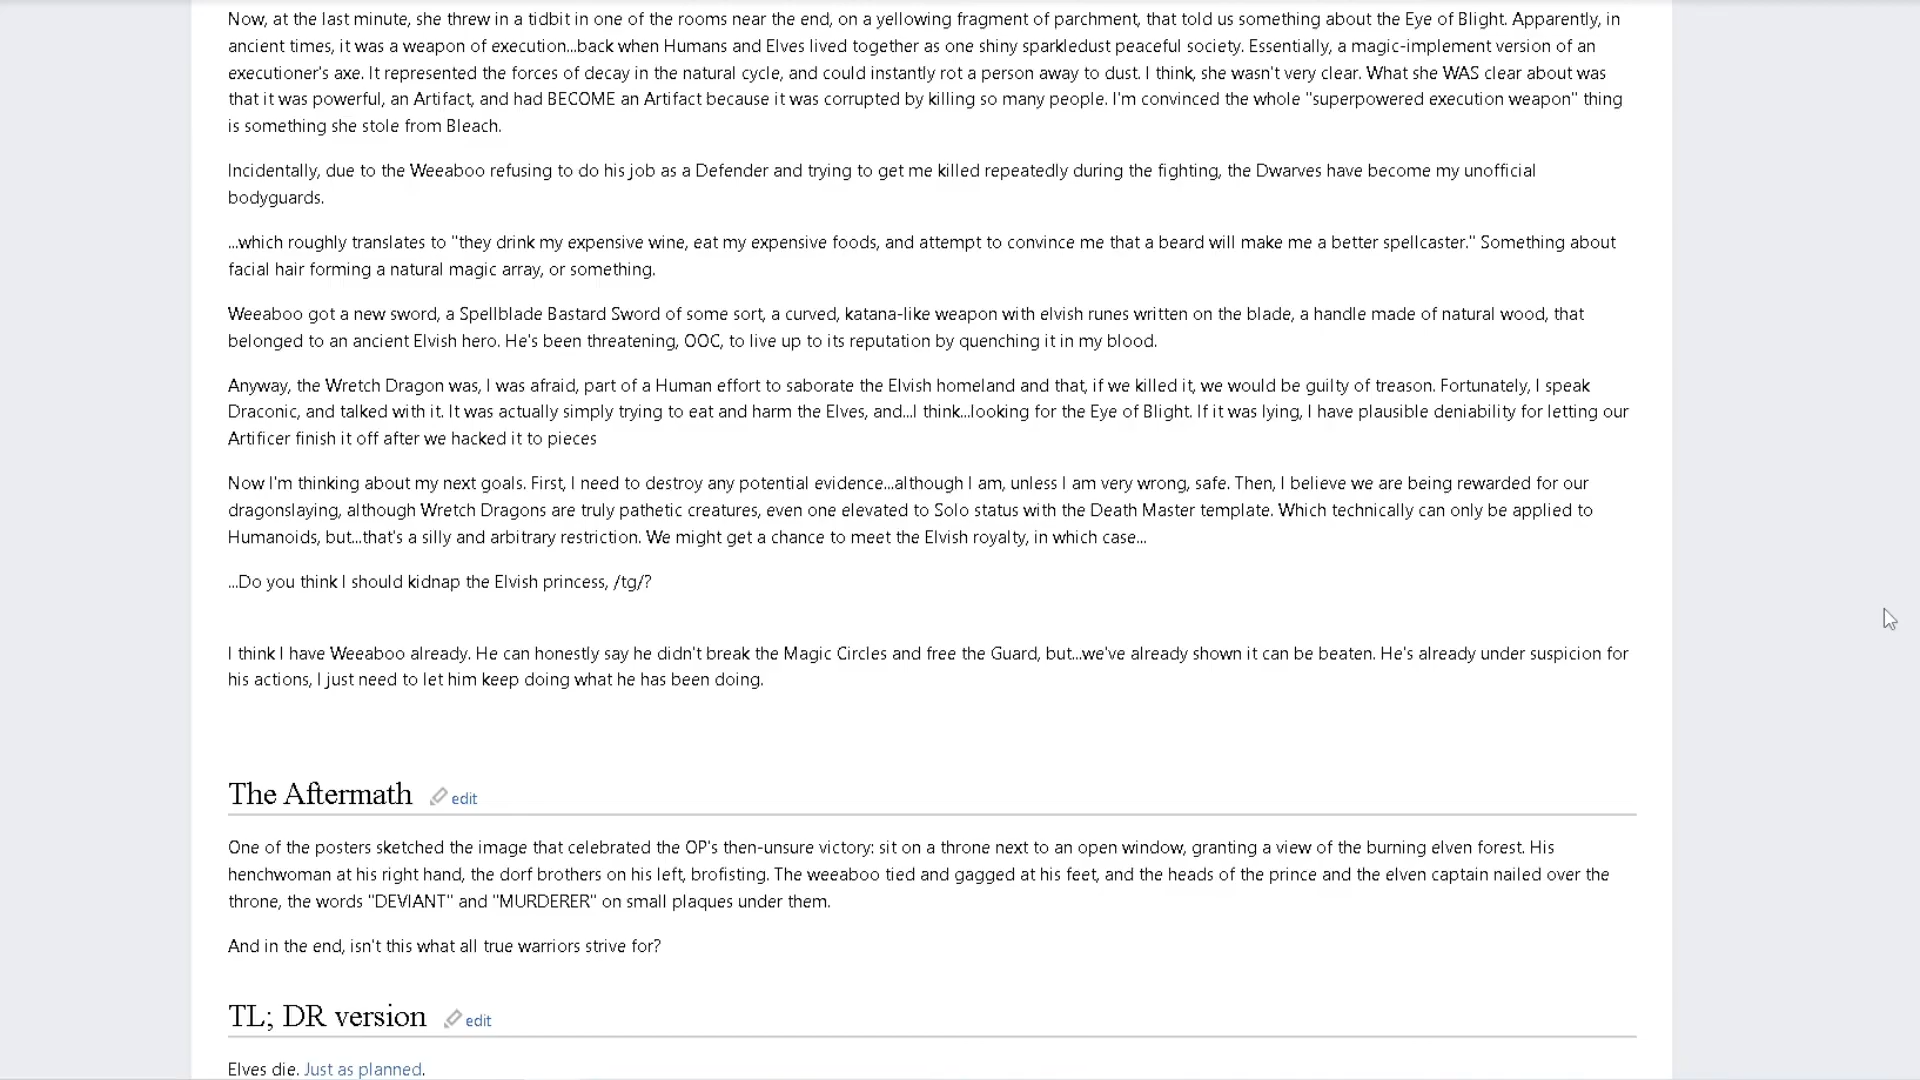 Now, at the last minute, she threw in a tidbit in one of the rooms near the end, on a yellowing fragment of parchment, that told us something about the Eye of Blight. Apparently, in
ancient times, it was a weapon of execution...back when Humans and Elves lived together as one shiny sparkledust peaceful society. Essentially, a magic-implement version of an
executioner's axe. It represented the forces of decay in the natural cycle, and could instantly rot a person away to dust. I think, she wasn't very clear. What she WAS clear about was
that it was powerful, an Artifact, and had BECOME an Artifact because it was corrupted by killing so many people. I'm convinced the whole "superpowered execution weapon" thing
is something she stole from Bleach.
Incidentally, due to the Weeaboo refusing to do his job as a Defender and trying to get me killed repeatedly during the fighting, the Dwarves have become my unofficial
bodyguards.
...which roughly translates to "they drink my expensive wine, eat my expensive foods, and attempt to convince me that a beard will make me a better spellcaster." Something about
facial hair forming a natural magic array, or something.
Weeaboo got a new sword, a Spellblade Bastard Sword of some sort, a curved, katana-like weapon with elvish runes written on the blade, a handle made of natural wood, that
belonged to an ancient Elvish hero. He's been threatening, OOC, to live up to its reputation by quenching it in my blood.
Anyway, the Wretch Dragon was, I was afraid, part of a Human effort to saborate the Elvish homeland and that, if we killed it, we would be guilty of treason. Fortunately, I speak
Draconic, and talked with it. It was actually simply trying to eat and harm the Elves, and...I think...looking for the Eye of Blight. If it was lying, I have plausible deniability for letting our
Artificer finish it off after we hacked it to pieces
Now I'm thinking about my next goals. First, I need to destroy any potential evidence...although I am, unless I am very wrong, safe. Then, I believe we are being rewarded for our
dragonslaying, although Wretch Dragons are truly pathetic creatures, even one elevated to Solo status with the Death Master template. Which technically can only be applied to
Humanoids, but...that's a silly and arbitrary restriction. We might get a chance to meet the Elvish royalty, in which case...
...Do you think I should kidnap the Elvish princess, /tg/?
I think I have Weeaboo already. He can honestly say he didn't break the Magic Circles and free the Guard, but...we've already shown it can be beaten. He's already under suspicion for
his actions, I just need to let him keep doing what he has been doing.
The Aftermath edit
One of the posters sketched the image that celebrated the OP's then-unsure victory: sit on a throne next to an open window, granting a view of the burning elven forest. His
henchwoman at his right hand, the dorf brothers on his left, brofisting. The weeaboo tied and gagged at his feet, and the heads of the prince and the elven captain nailed over the
throne, the words "DEVIANT" and "MURDERER" on small plaques under them.
And in the end, isn't this what all true warriors strive for?
TL; DR version edit
Elves die. Just as planned.